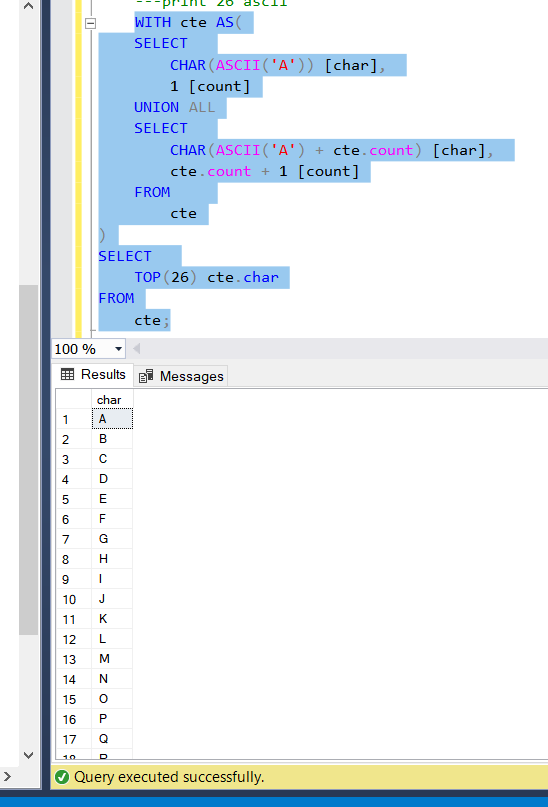 ---print 26 ascii
WITH cte AS(
SELECT
CHAR(ASCII('A')) [char],
1 [count]
UNION ALL
SELECT
CHAR(ASCII('A') + cte.count) [char],
cte.count + 1 [count]
FROM
cte
)
SELECT
TOP(26) cte.char
FROM
cte;
100 %
Results Messages
char
1 A
2 B
3 C
4 D
5 E
6 F
7 G
8 H
9 I
10 J
11 K
12 L
13 M
14 N
15 O
16 P
17 Q
18 R
Query executed successfully.